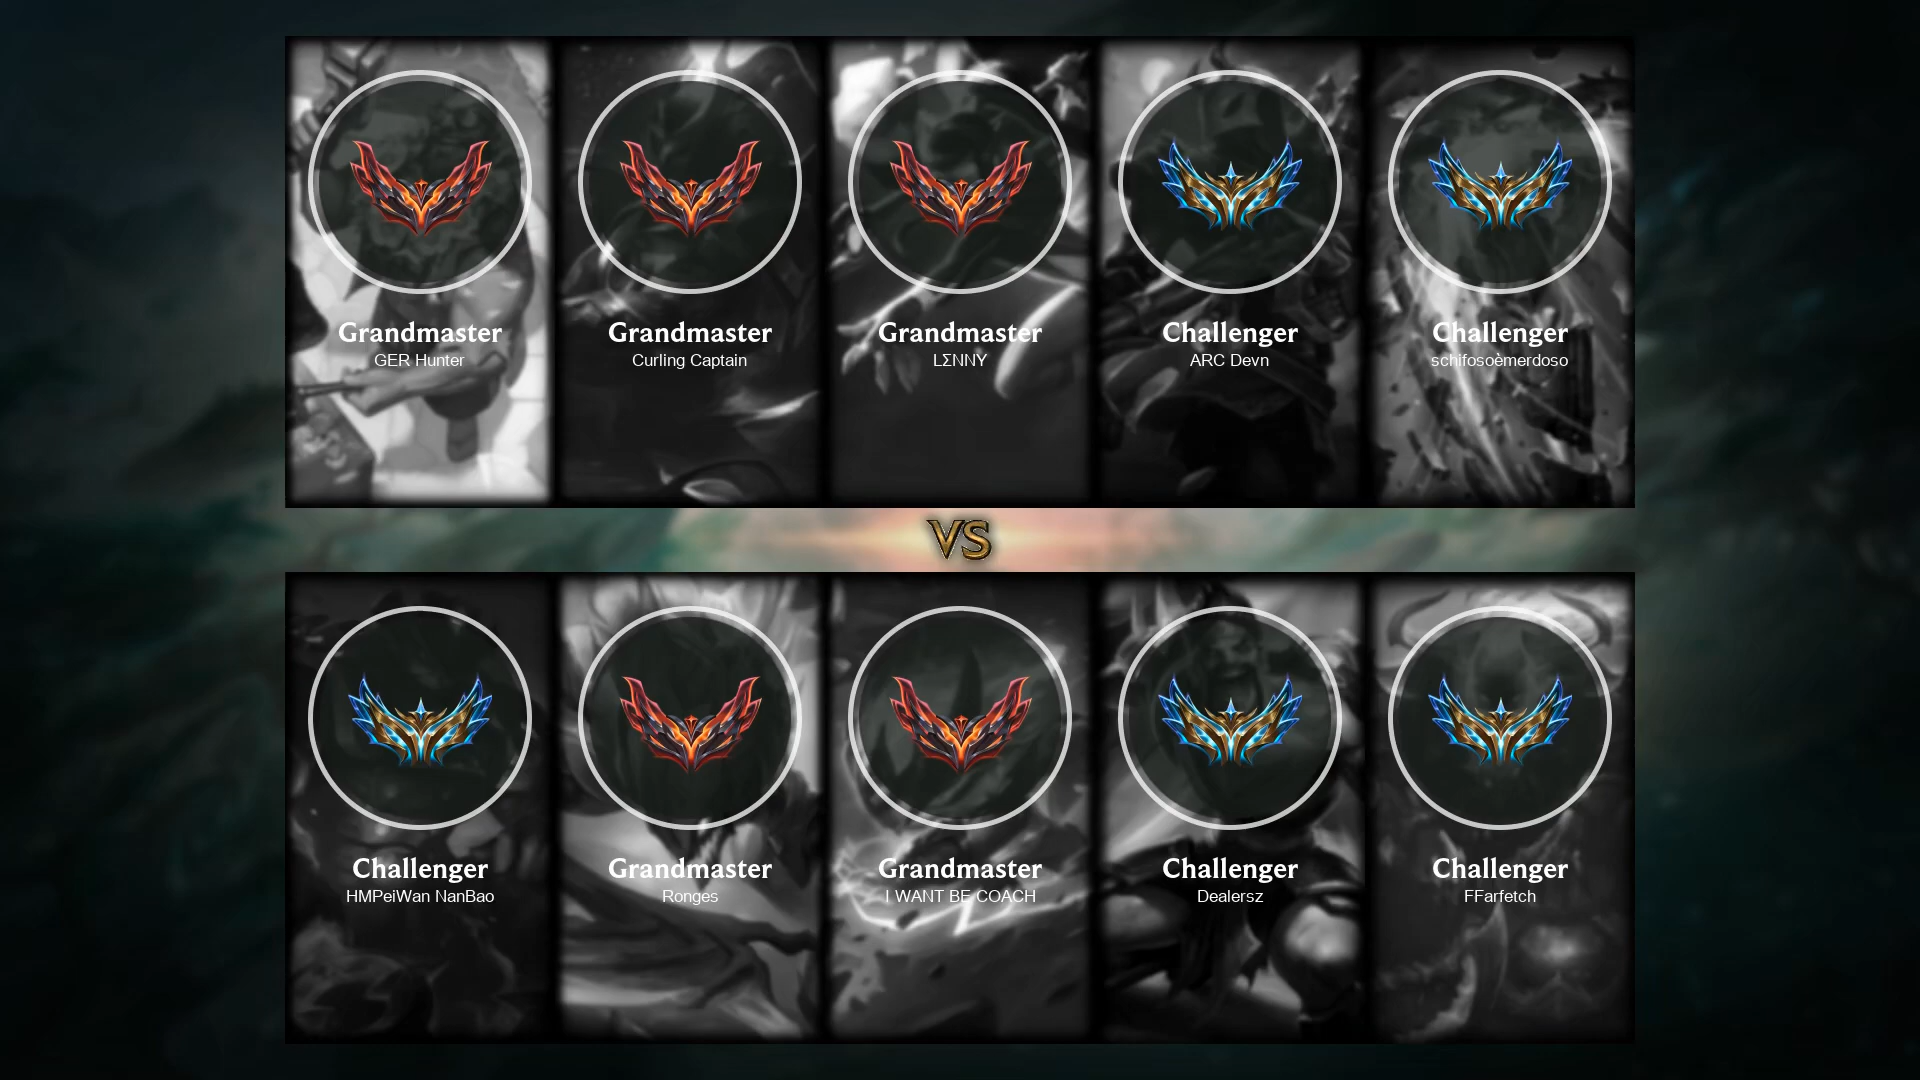 Grandmaster
GER Hunter
Grandmaster
Curling Captain
Grandmaster
LΣNNY
Challenger
ARC Devn
Challenger
schifosoèmerdoso
VS
Challenger
HMPeiWan NanBao
Grandmaster
Ronges
Grandmaster
I WANT BE COACH
Challenger
Dealersz
Challenger
FFarfetch